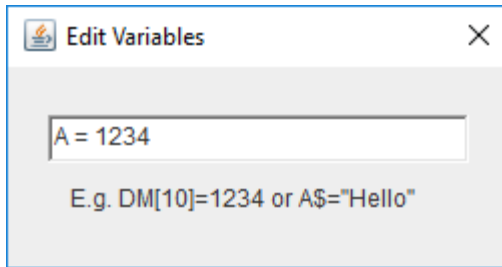 Edit Variables
A = 1234
E.g. DM[10]=1234 or A$="Hello"